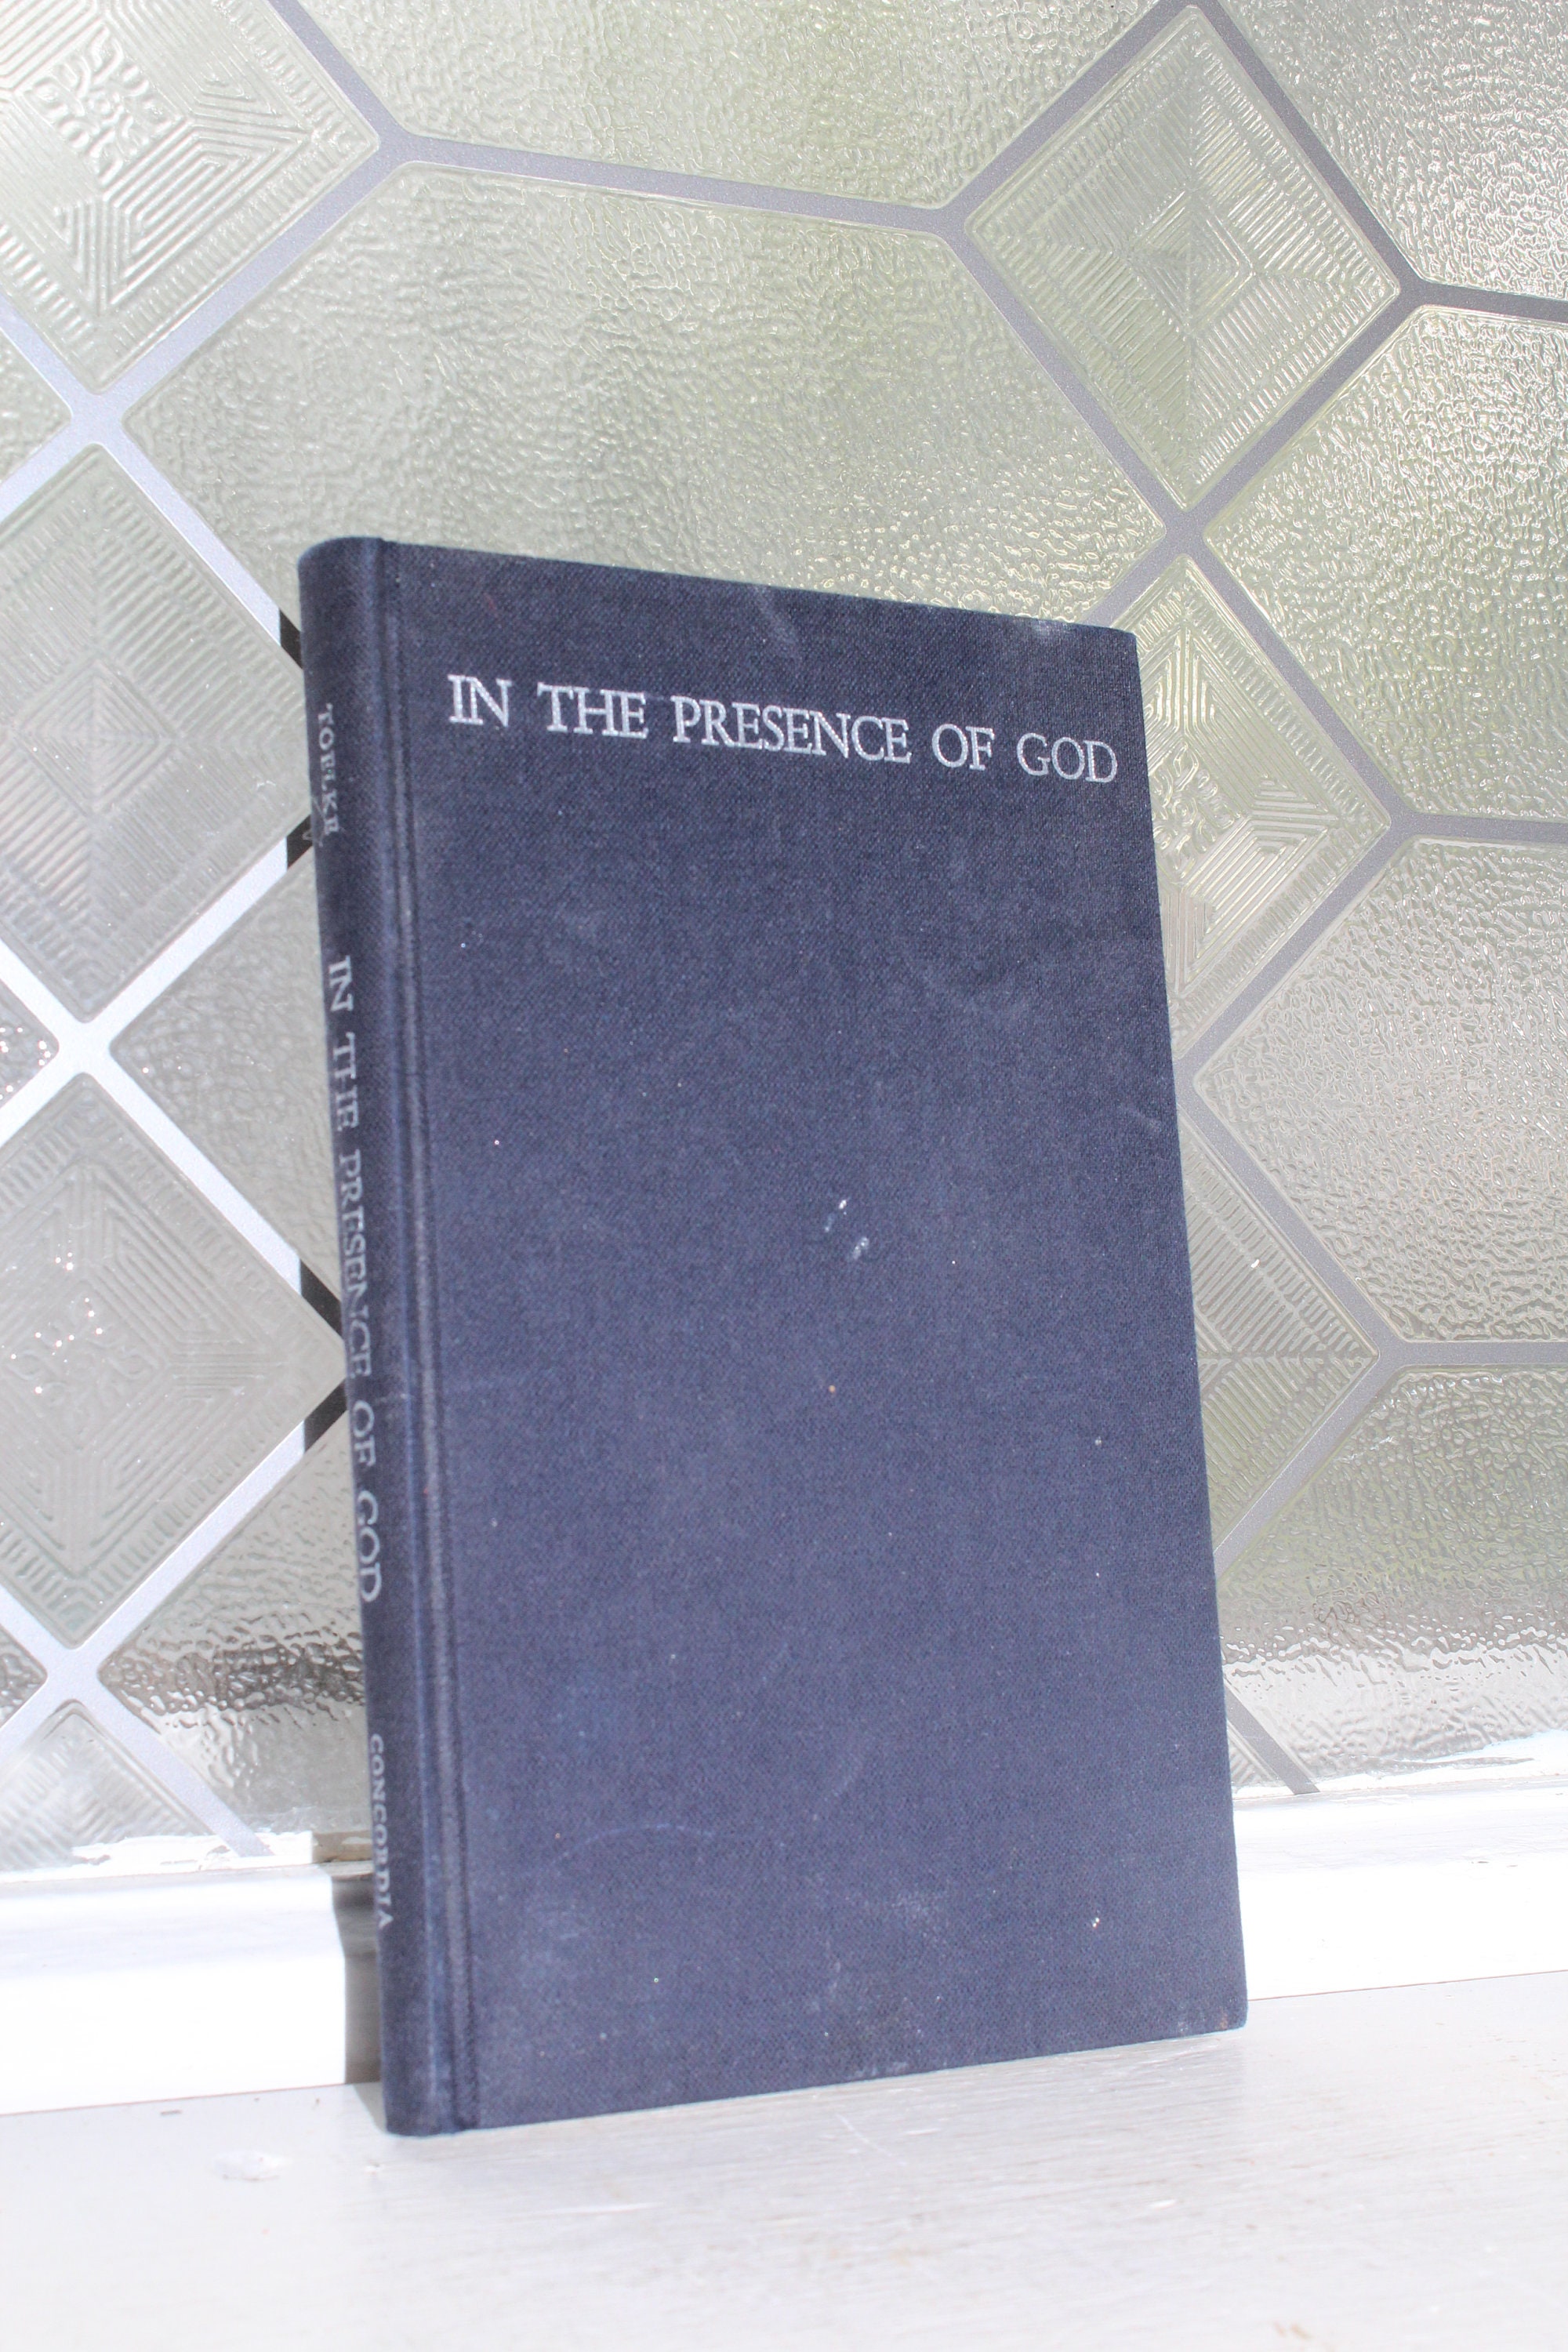 IN THE PRESENCE OF GOD
TOELKE
IN THE PRESENCE OF GOD
CONCORDIA